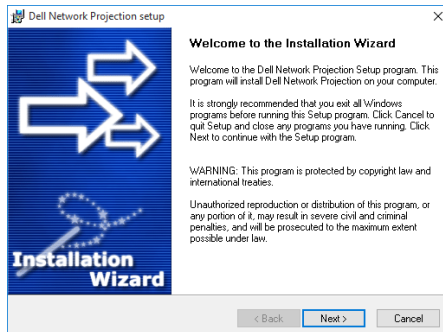 Dell Network Projection setup
Welcome to the Installation Wizard
Welcome to the Dell Network Projection Setup program. This
program will install Dell Network Projection on your computer.
It is strongly recommended that you exit all Windows
programs before running this Setup program. Click Cancel to
quit Setup and close any programs you have running. Click
Next to continue with the Setup program.
WARNING: This program is protected by copyright law and
international treaties.
Unauthorized reproduction or distribution of this program, or
any portion of it, may result in severe civil and criminal
penalties, and will be prosecuted to the maximum extent
possible under law.
Installation
Wizard
< Back Next > Cancel